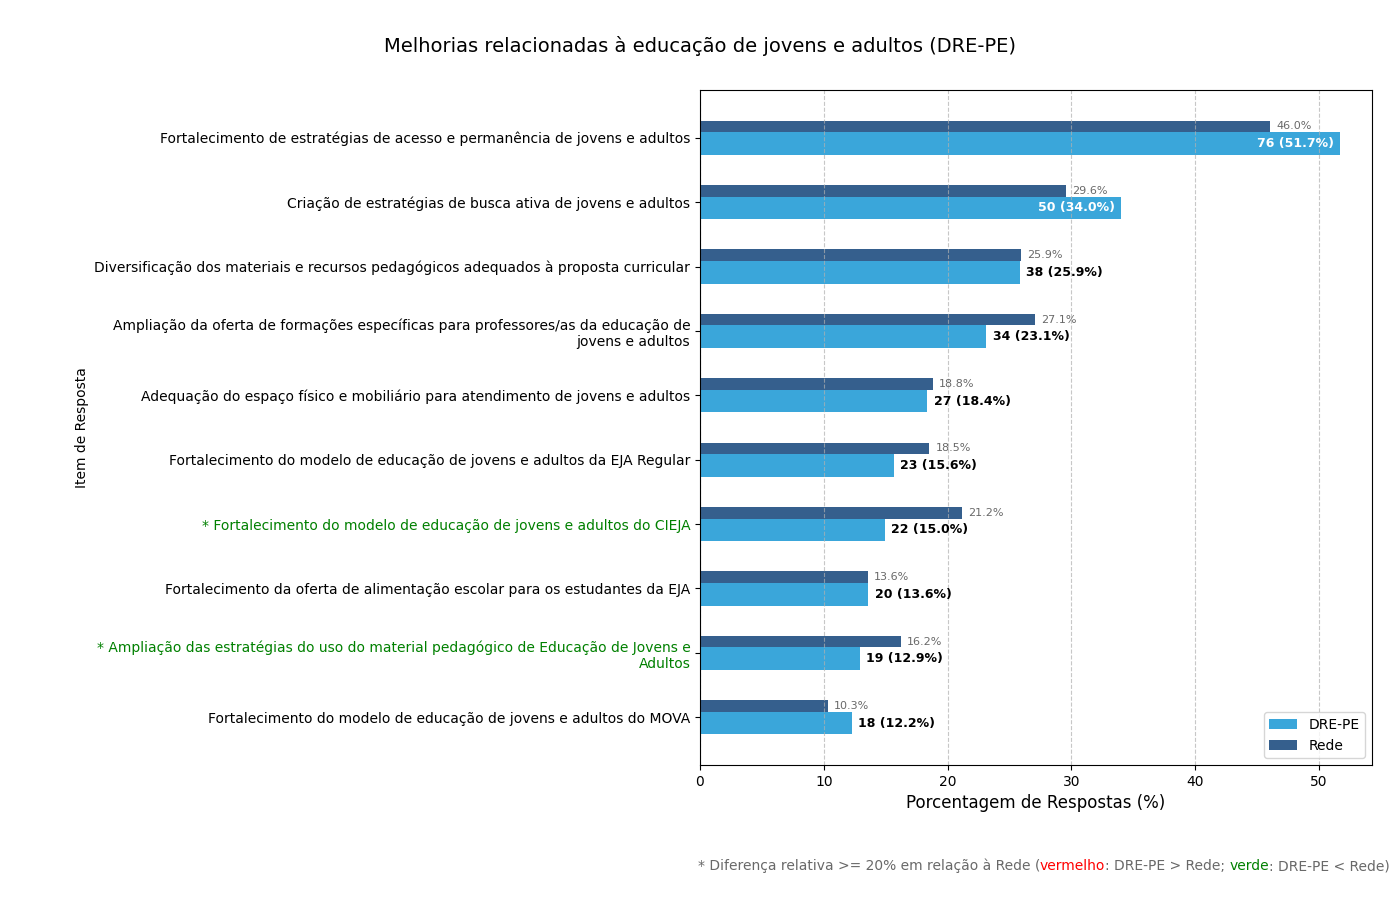 Melhorias relacionadas à educação de jovens e adultos (DRE-PE)
Item de Resposta
Fortalecimento de estratégias de acesso e permanência de jovens e adultos
46.0%
76 (51.7%)
Criação de estratégias de busca ativa de jovens e adultos
29.6%
50 (34.0%)
Diversificação dos materiais e recursos pedagógicos adequados à proposta curricular
25.9%
38 (25.9%)
Ampliação da oferta de formações específicas para professores/as da educação de
jovens e adultos
27.1%
34 (23.1%)
Adequação do espaço físico e mobiliário para atendimento de jovens e adultos
18.8%
27 (18.4%)
Fortalecimento do modelo de educação de jovens e adultos da EJA Regular
18.5%
23 (15.6%)
* Fortalecimento do modelo de educação de jovens e adultos do CIEJA
21.2%
22 (15.0%)
Fortalecimento da oferta de alimentação escolar para os estudantes da EJA
13.6%
20 (13.6%)
* Ampliação das estratégias do uso do material pedagógico de Educação de Jovens e
Adultos
16.2%
19 (12.9%)
Fortalecimento do modelo de educação de jovens e adultos do MOVA
10.3%
18 (12.2%)
DRE-PE
Rede
0 10 20 30 40 50
Porcentagem de Respostas (%)
* Diferença relativa >= 20% em relação à Rede (vermelho: DRE-PE > Rede; verde: DRE-PE < Rede)